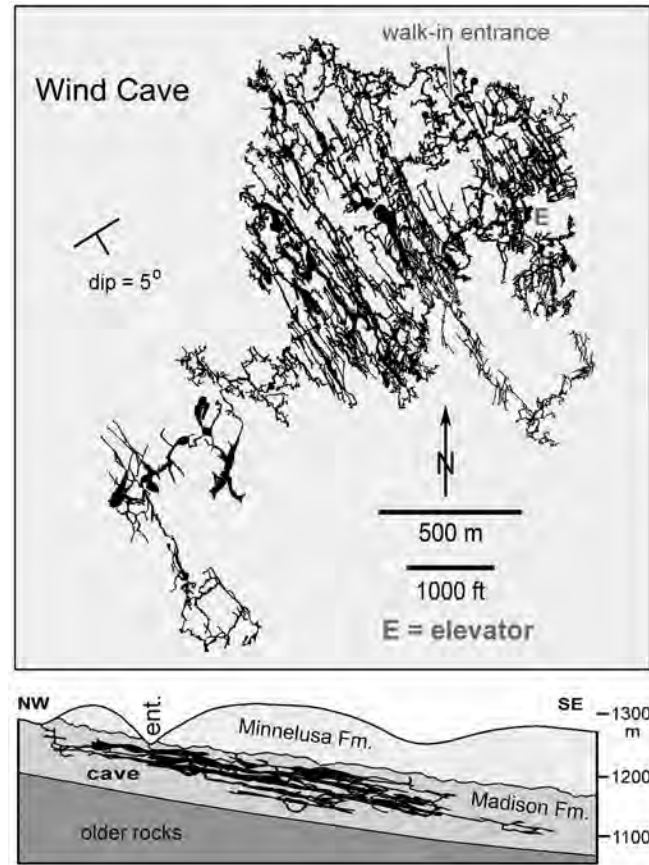 walk-in entrance
Wind Cave
E
dip = 5°
N
500 m
1000 ft
E = elevator
NW
ent.
SE
Minnelusa Fm.
1300
m
cave
1200
Madison Fm.
older rocks
1100